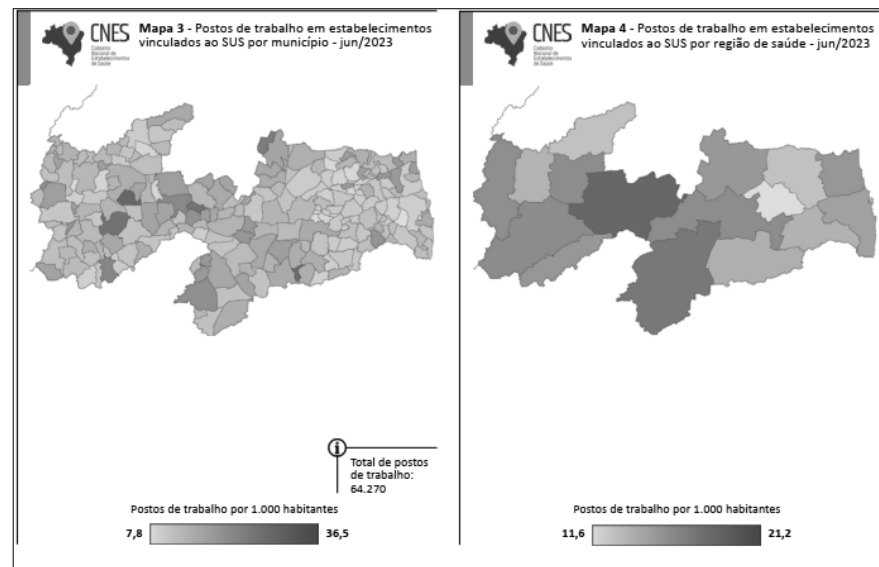 CNES
Cadastro
Nacional de
Estabelecimentos
de Saúde
Mapa 3 - Postos de trabalho em estabelecimentos
vinculados ao SUS por município - jun/2023
Total de postos
de trabalho:
64.270
Postos de trabalho por 1.000 habitantes
7,8 36,5
CNES
Cadastro
Nacional de
Estabelecimentos
de Saúde
Mapa 4 - Postos de trabalho em estabelecimentos
vinculados ao SUS por região de saúde - jun/2023
Postos de trabalho por 1.000 habitantes
11,6 21,2